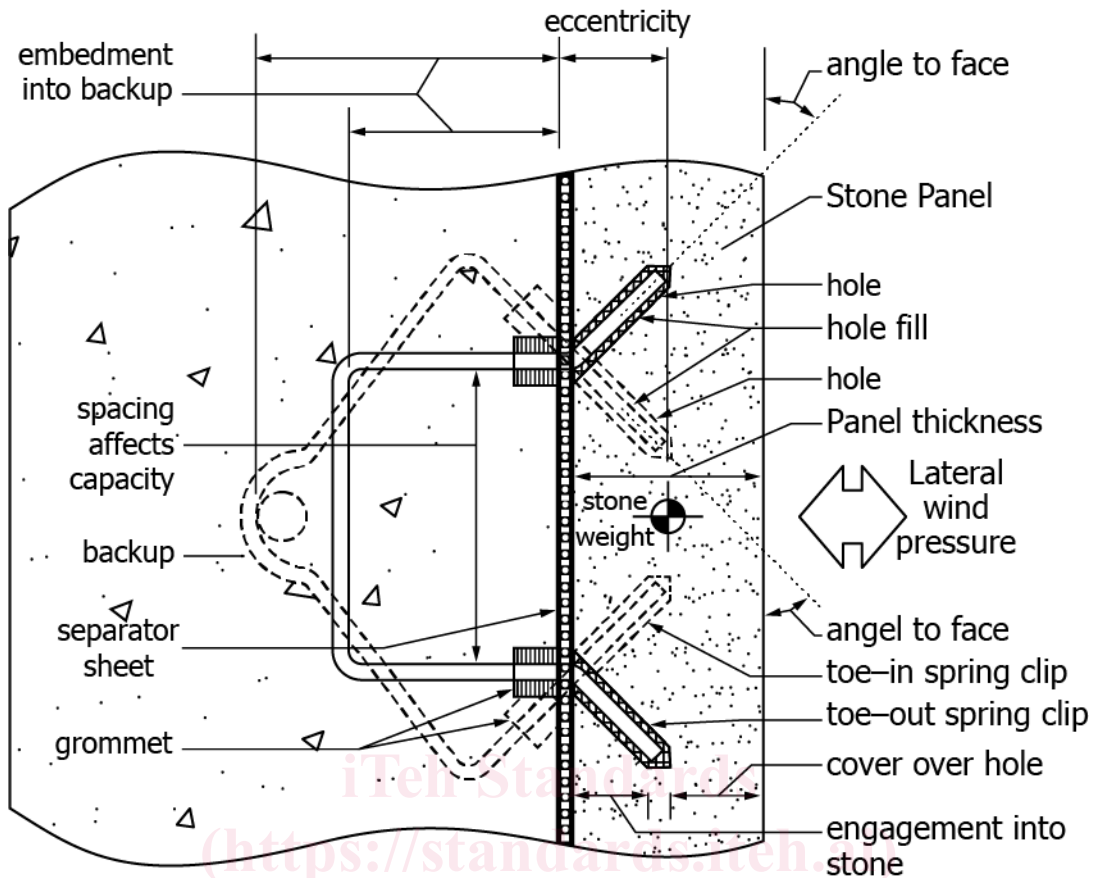 eccentricity
embedment
into backup
angle to face
Stone Panel
hole
hole fill
hole
spacing
affects
capacity
Panel thickness
stone
weight
Lateral
wind
pressure
backup
separator
sheet
angel to face
toe–in spring clip
toe–out spring clip
grommet
cover over hole
engagement into
stone
iTeh Standards
(https://standards.iteh.ai)